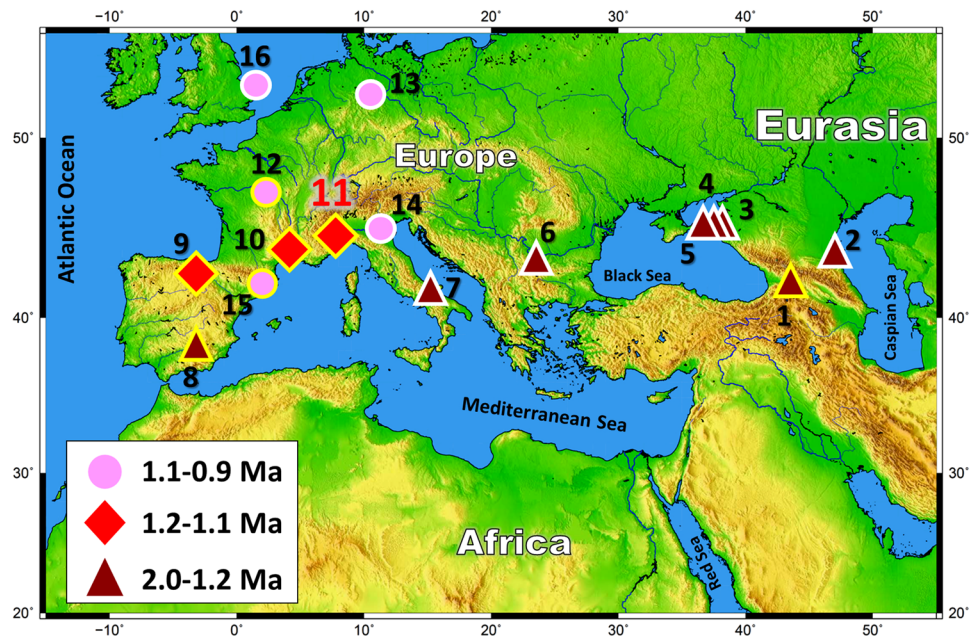 −10° 0° 10° 20° 30° 40° 50°
16
13
50° 50°
Eurasia
Europe
Atlantic Ocean
12
11
14
4
3
9
10
6
5
2
Black Sea
15
7
1
Caspian Sea
40° 40°
8
Mediterranean Sea
30° 30°
1.1-0.9 Ma
1.2-1.1 Ma
2.0-1.2 Ma
Africa
Red Sea
20° 20°
−10° 0° 10° 20° 30° 40° 50°